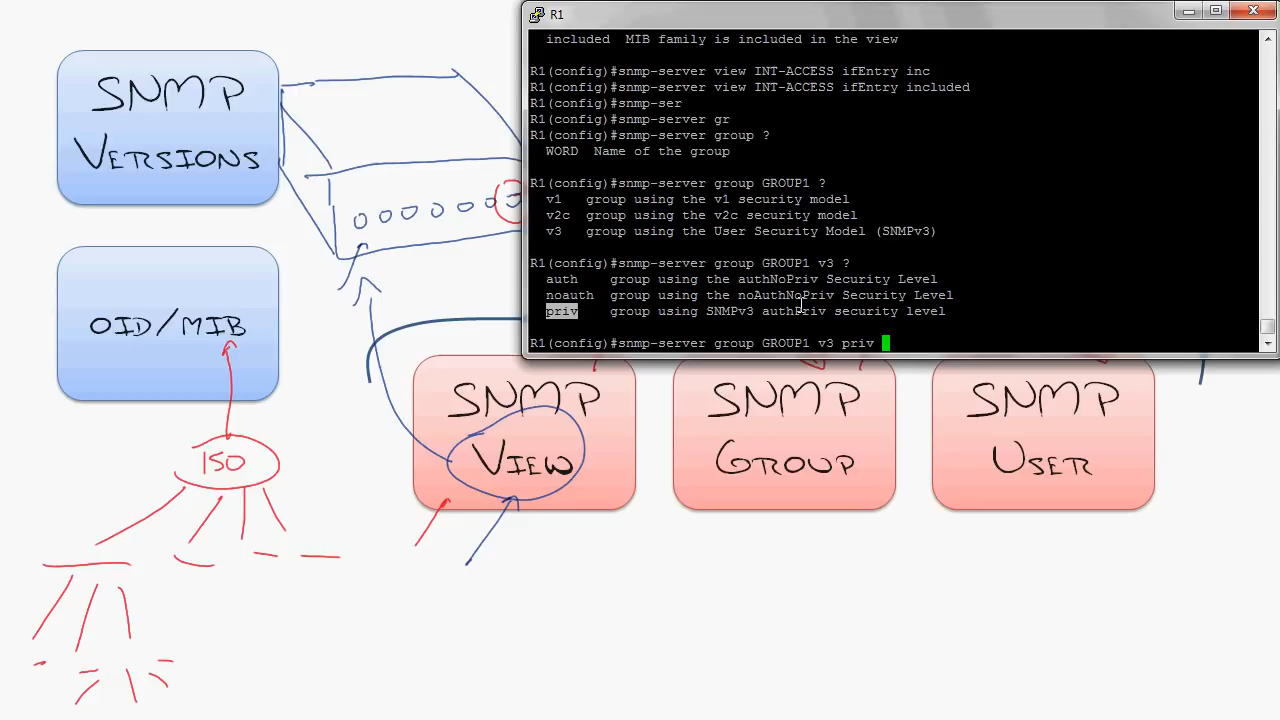 SNMP
VERSIONS
OID/MIB
ISO
R1
included  MIB family is included in the view
R1(config)#snmp-server view INT-ACCESS ifEntry inc
R1(config)#snmp-server view INT-ACCESS ifEntry included
R1(config)#snmp-ser
R1(config)#snmp-server gr
R1(config)#snmp-server group ?
WORD  Name of the group
R1(config)#snmp-server group GROUP1 ?
v1   group using the v1 security model
v2c  group using the v2c security model
v3   group using the User Security Model (SNMPv3)
R1(config)#snmp-server group GROUP1 v3 ?
auth    group using the authNoPriv Security Level
noauth  group using the noAuthNoPriv Security Level
priv    group using SNMPv3 authPriv security level
R1(config)#snmp-server group GROUP1 v3 priv
SNMP
VIEW
SNMP
GROUP
SNMP
USER